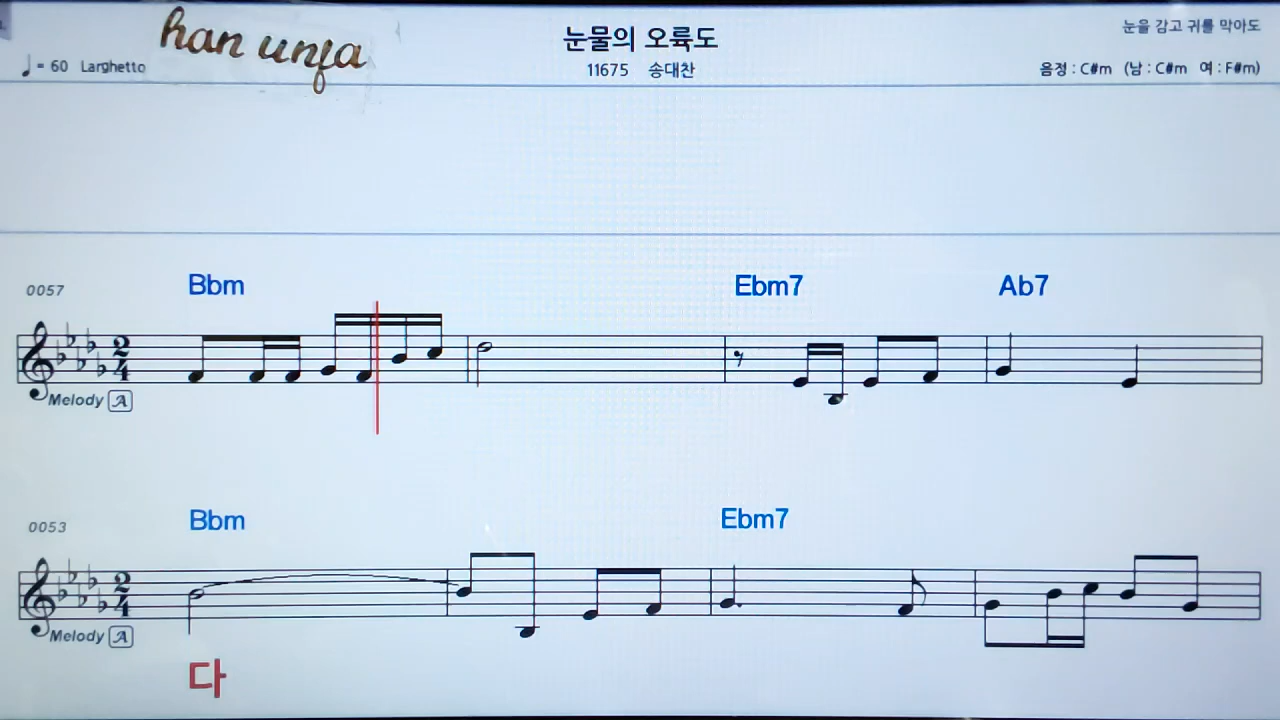 han unfa
눈물의 오륙도
눈을 감고 귀를 막아도
♩= 60 Larghetto
11675 송대찬
음정 : C#m (남 : C#m 여 : F#m)
0057
Bbm
Ebm7
Ab7
2
4
Melody A
0053
Bbm
Ebm7
2
4
Melody A
다